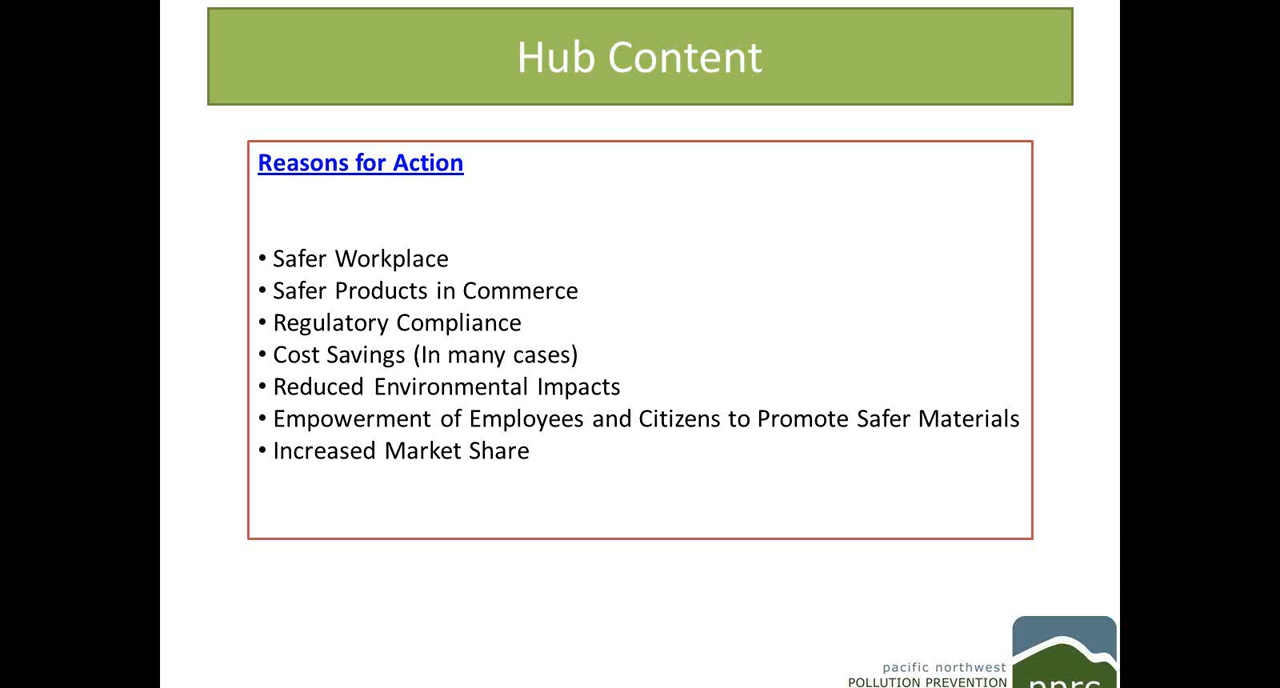 Hub Content
Reasons for Action
• Safer Workplace
• Safer Products in Commerce
• Regulatory Compliance
• Cost Savings (In many cases)
• Reduced Environmental Impacts
• Empowerment of Employees and Citizens to Promote Safer Materials
• Increased Market Share
pacific northwest
POLLUTION PREVENTION
pprc